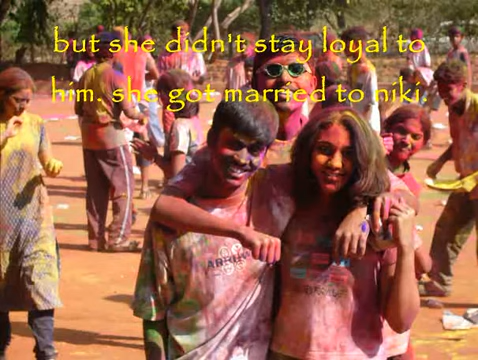 but she didn't stay loyal to
him. she got married to niki.